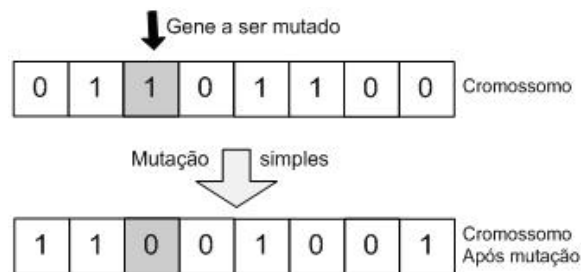 Gene a ser mutado
0 1 1 0 1 1 0 0 Cromossomo
Mutação simples
1 1 0 0 1 0 0 1 Cromossomo
Após mutação